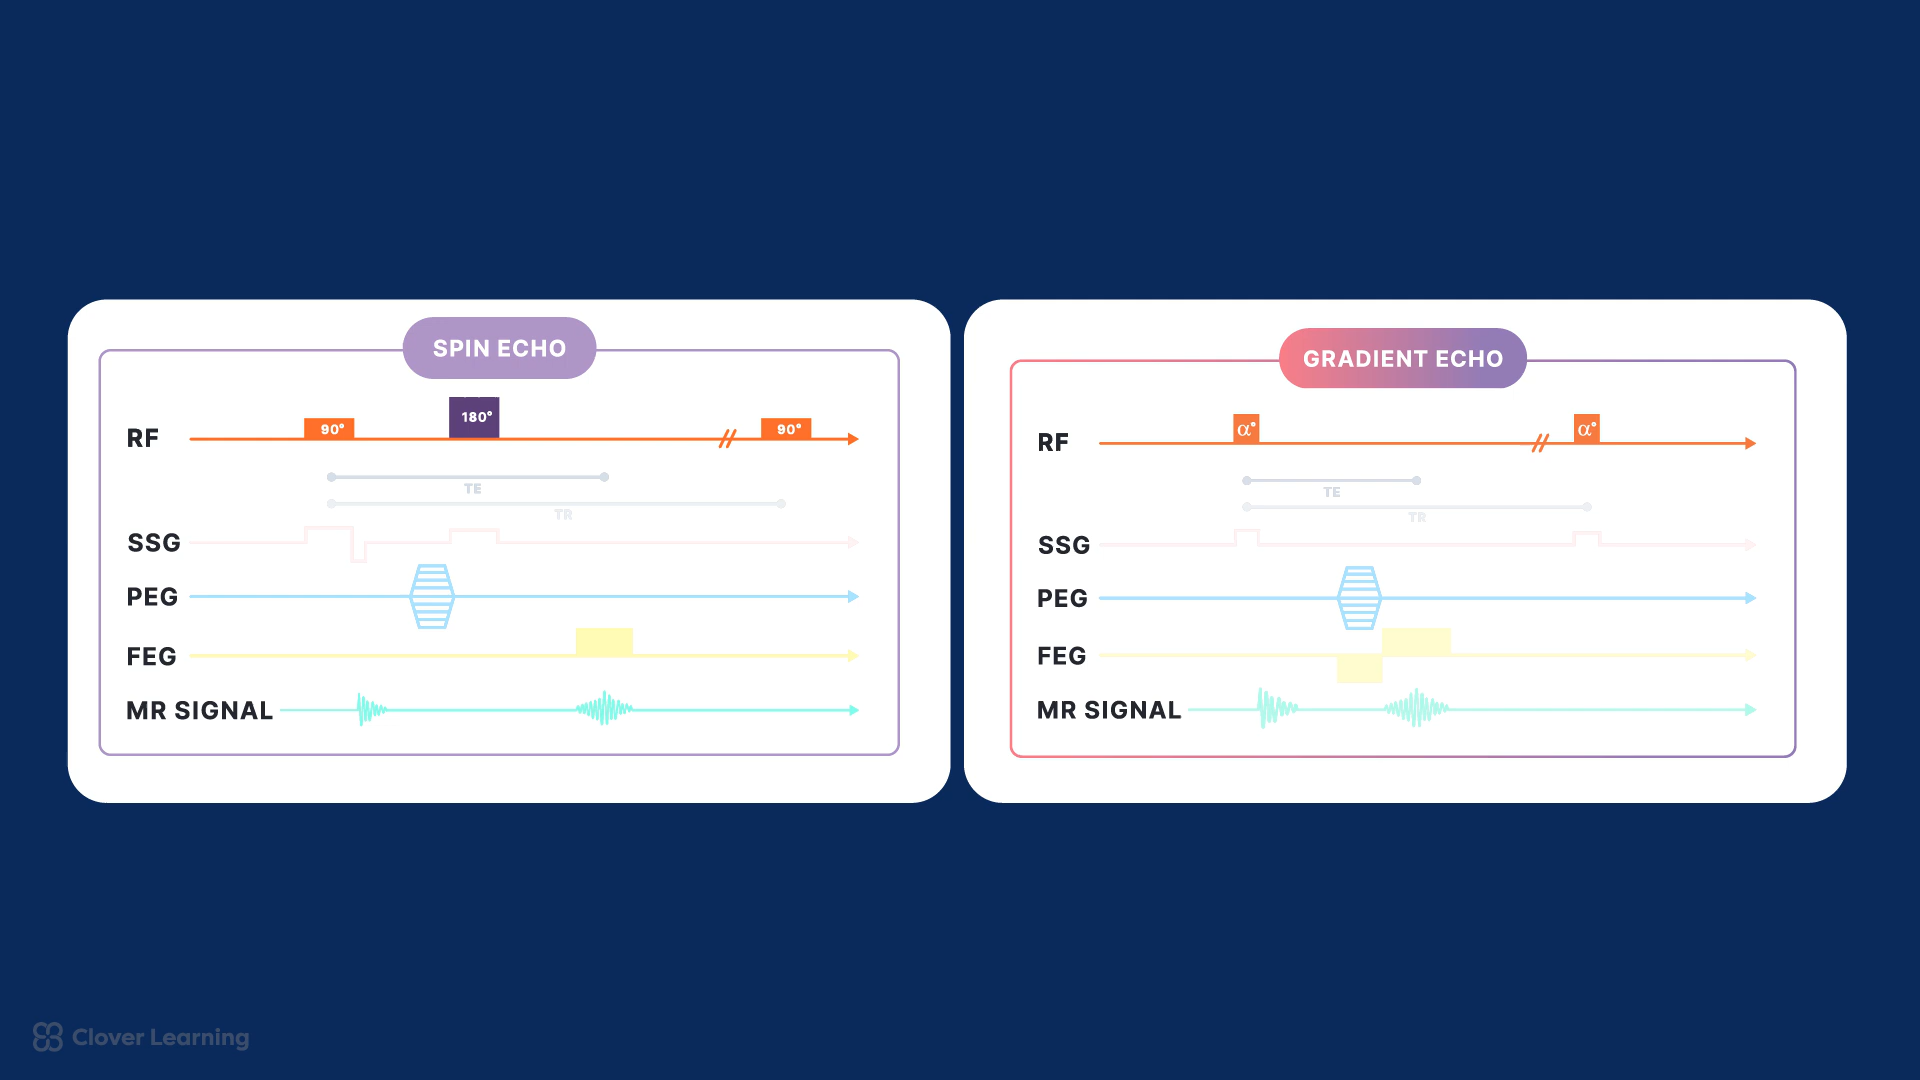 SPIN ECHO
RF
90°
180°
90°
TE
TR
SSG
PEG
FEG
MR SIGNAL
GRADIENT ECHO
RF
α°
α°
TE
TR
SSG
PEG
FEG
MR SIGNAL
Clover Learning